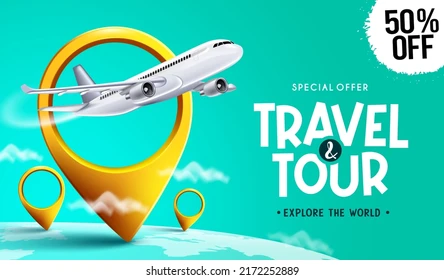 50%
OFF
SPECIAL OFFER
TRAVEL
&
TOUR
• EXPLORE THE WORLD •
shutterstock.com · 2172252889